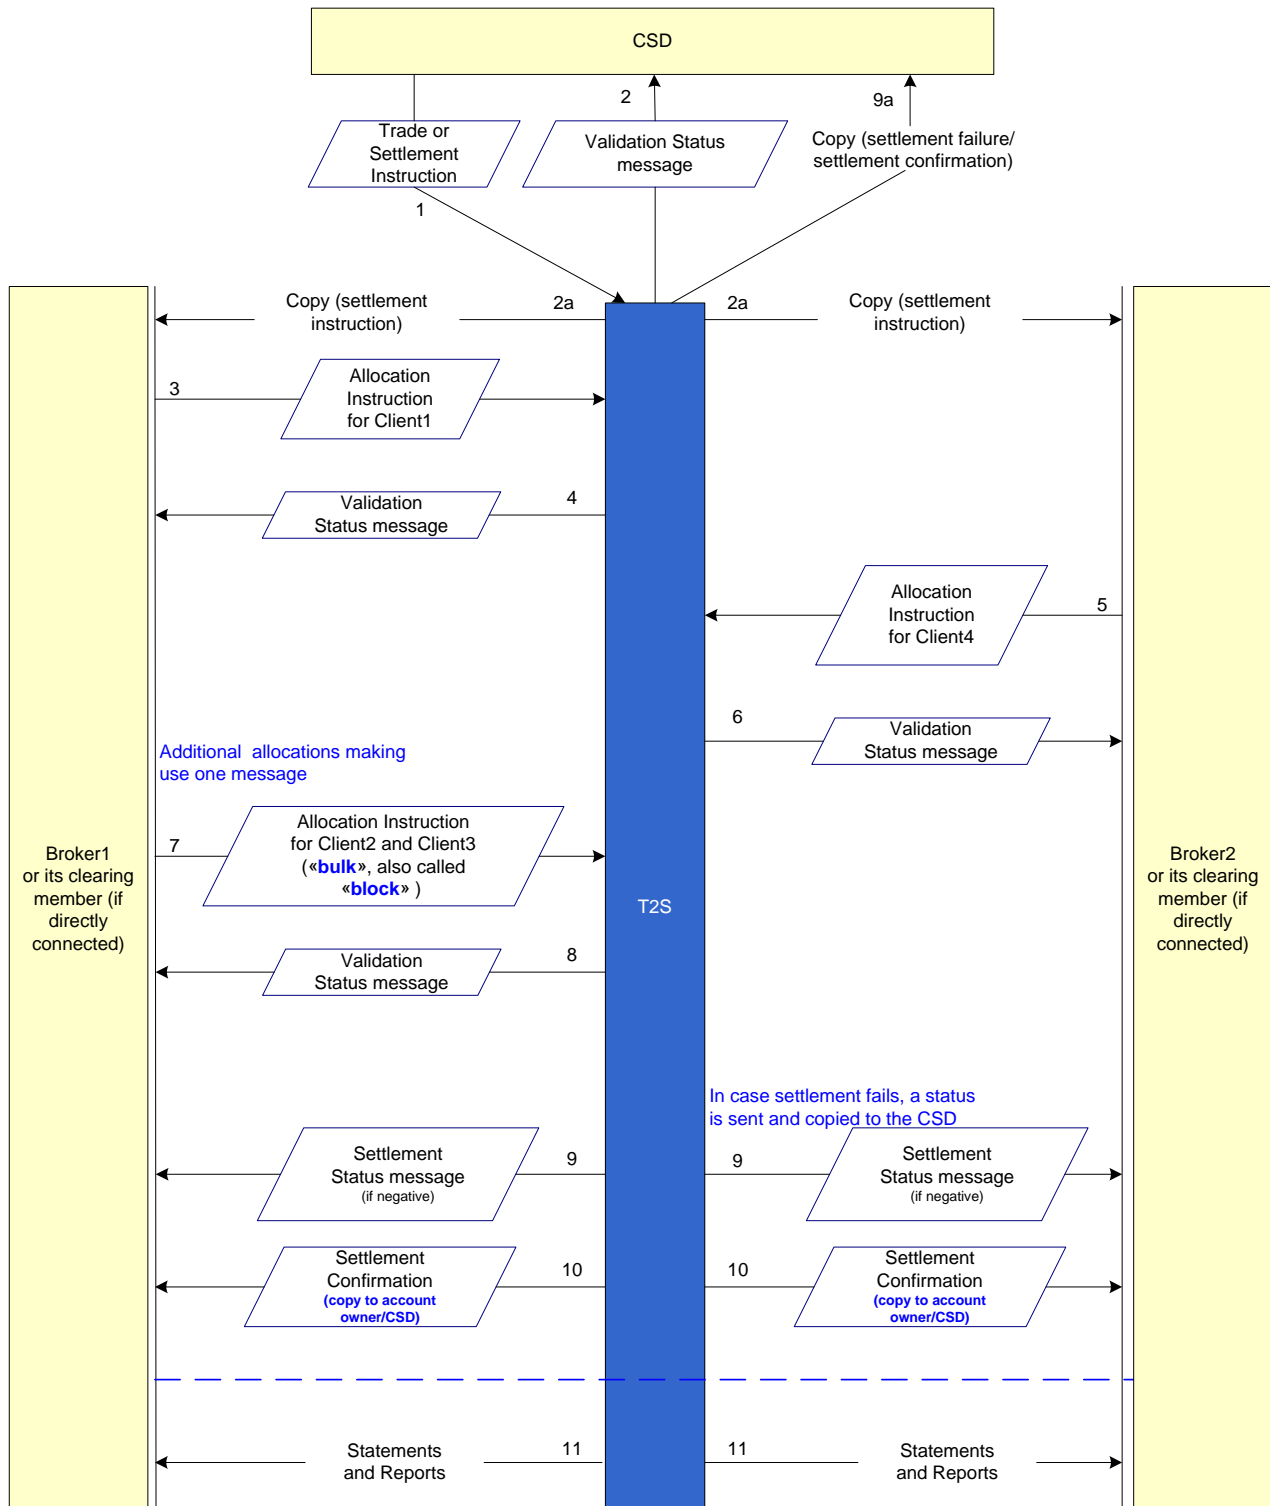 CSD
2
9a
Trade or
Settlement
Instruction
Validation Status
message
Copy (settlement failure/
settlement confirmation)
1
Copy (settlement
instruction)
2a
2a
Copy (settlement
instruction)
3
Allocation
Instruction
for Client1
Validation
Status message
4
Allocation
Instruction
for Client4
5
6
Validation
Status message
Additional  allocations making
use one message
7
Allocation Instruction
for Client2 and Client3
(«bulk», also called
«block» )
Broker1
or its clearing
member (if
directly
connected)
T2S
Broker2
or its clearing
member (if
directly
connected)
Validation
Status message
8
In case settlement fails, a status
is sent and copied to the CSD
Settlement
Status message
(if negative)
9
9
Settlement
Status message
(if negative)
Settlement
Confirmation
(copy to account
owner/CSD)
10
10
Settlement
Confirmation
(copy to account
owner/CSD)
Statements
and Reports
11
11
Statements
and Reports